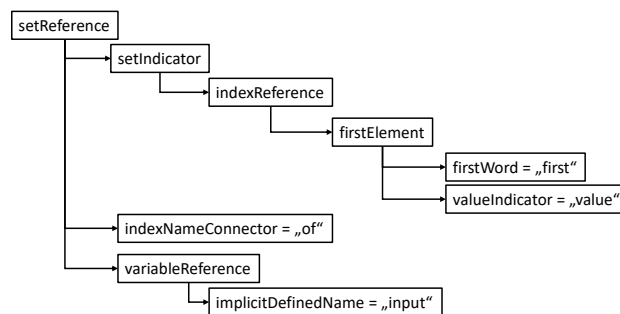 setReference
setIndicator
indexReference
firstElement
firstWord = „first“
valueIndicator = „value“
indexNameConnector = „of“
variableReference
implicitDefinedName = „input“